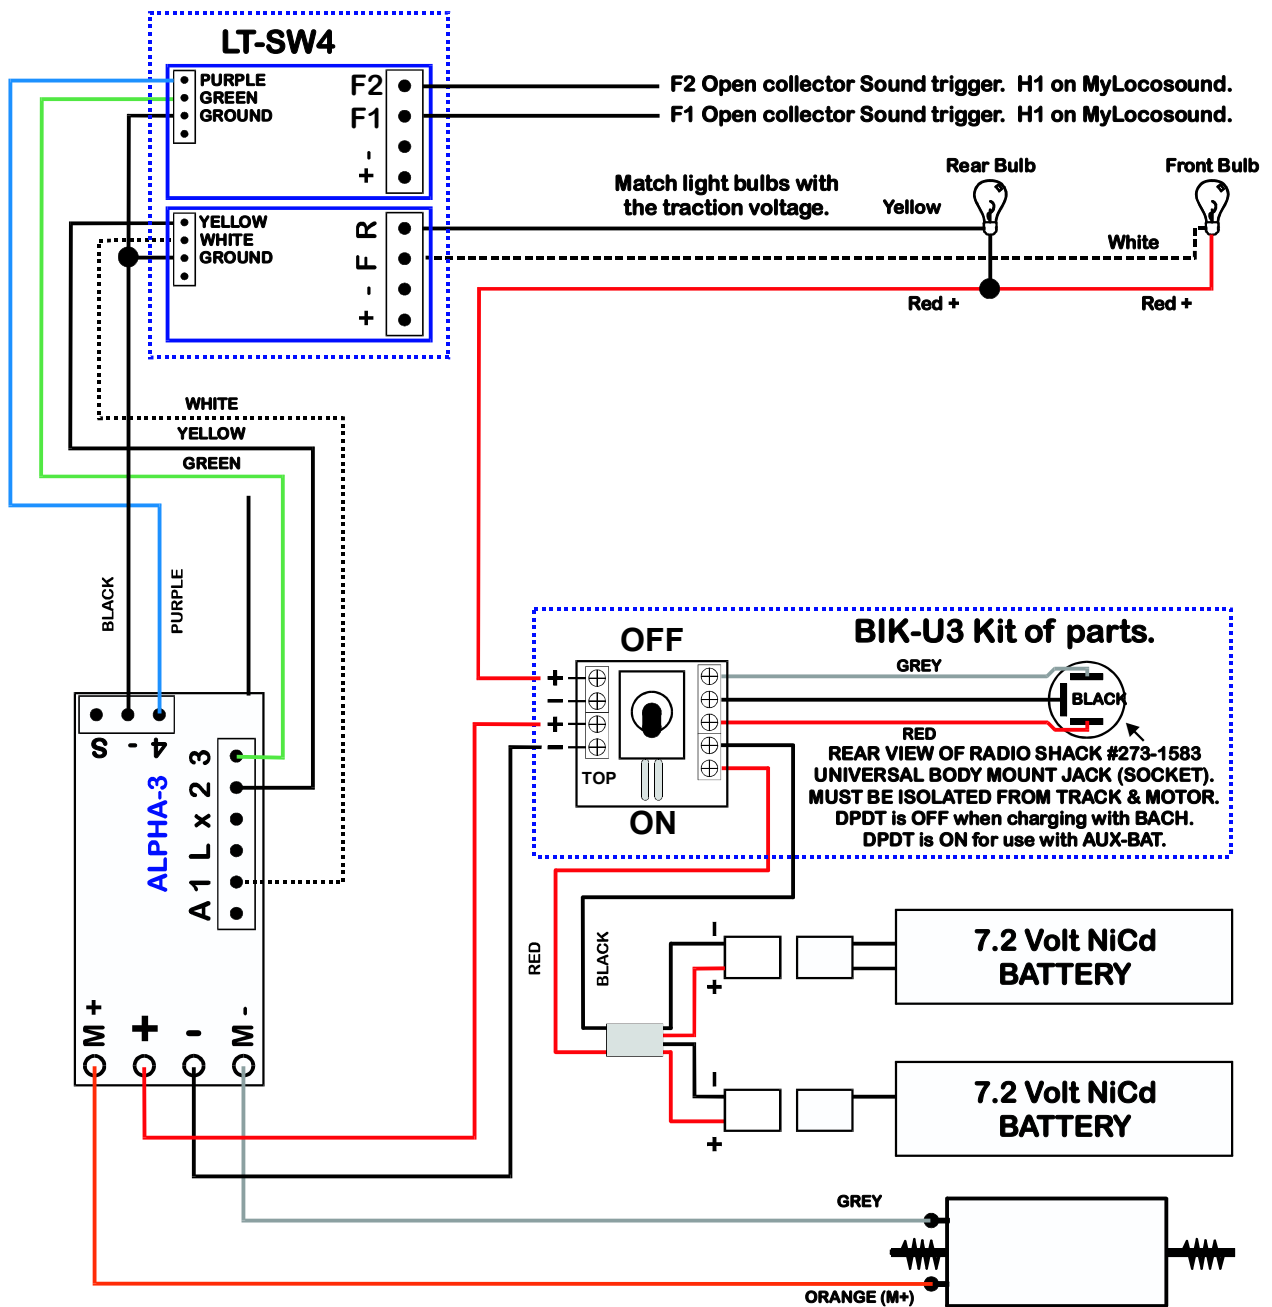 LT-SW4
PURPLE
GREEN
GROUND
F2
F1
-
+
F2 Open collector Sound trigger. H1 on MyLocosound.
F1 Open collector Sound trigger. H1 on MyLocosound.
YELLOW
WHITE
GROUND
R
F
-
+
Match light bulbs with
the traction voltage.
Rear Bulb
Front Bulb
Yellow
White
Red +
Red +
WHITE
YELLOW
GREEN
BLACK
PURPLE
S - 4
ALPHA-3
A 1 L x 2 3
M +
+
-
M -
BIK-U3 Kit of parts.
OFF
+
-
+
-
TOP
ON
GREY
BLACK
RED
REAR VIEW OF RADIO SHACK #273-1583
UNIVERSAL BODY MOUNT JACK (SOCKET).
MUST BE ISOLATED FROM TRACK & MOTOR.
DPDT is OFF when charging with BACH.
DPDT is ON for use with AUX-BAT.
RED
BLACK
-
+
7.2 Volt NiCd
BATTERY
-
+
7.2 Volt NiCd
BATTERY
GREY
ORANGE (M+)